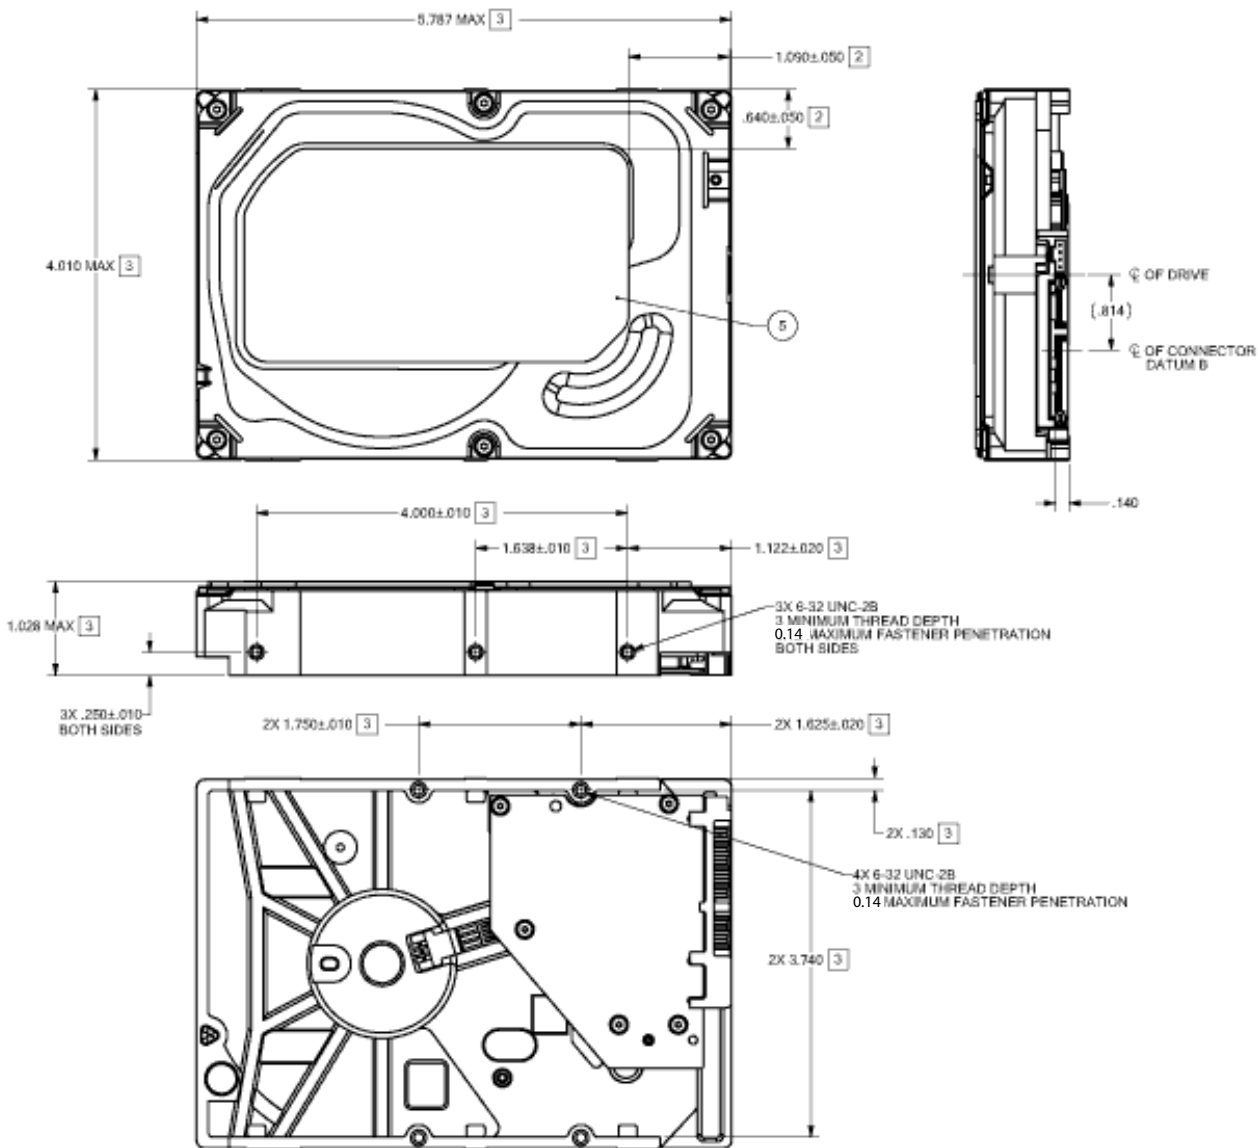 5.787 MAX 3
1.090±.050 2
.640±.050 2
4.010 MAX 3
5
℄ OF DRIVE
(.814)
℄ OF CONNECTOR
DATUM B
.140
4.000±.010 3
1.638±.010 3
1.122±.020 3
1.028 MAX 3
3X 6-32 UNC-2B
3 MINIMUM THREAD DEPTH
0.14 MAXIMUM FASTENER PENETRATION
BOTH SIDES
3X .250±.010
BOTH SIDES
2X 1.750±.010 3
2X 1.625±.020 3
2X .130 3
4X 6-32 UNC-2B
3 MINIMUM THREAD DEPTH
0.14 MAXIMUM FASTENER PENETRATION
2X 3.740 3